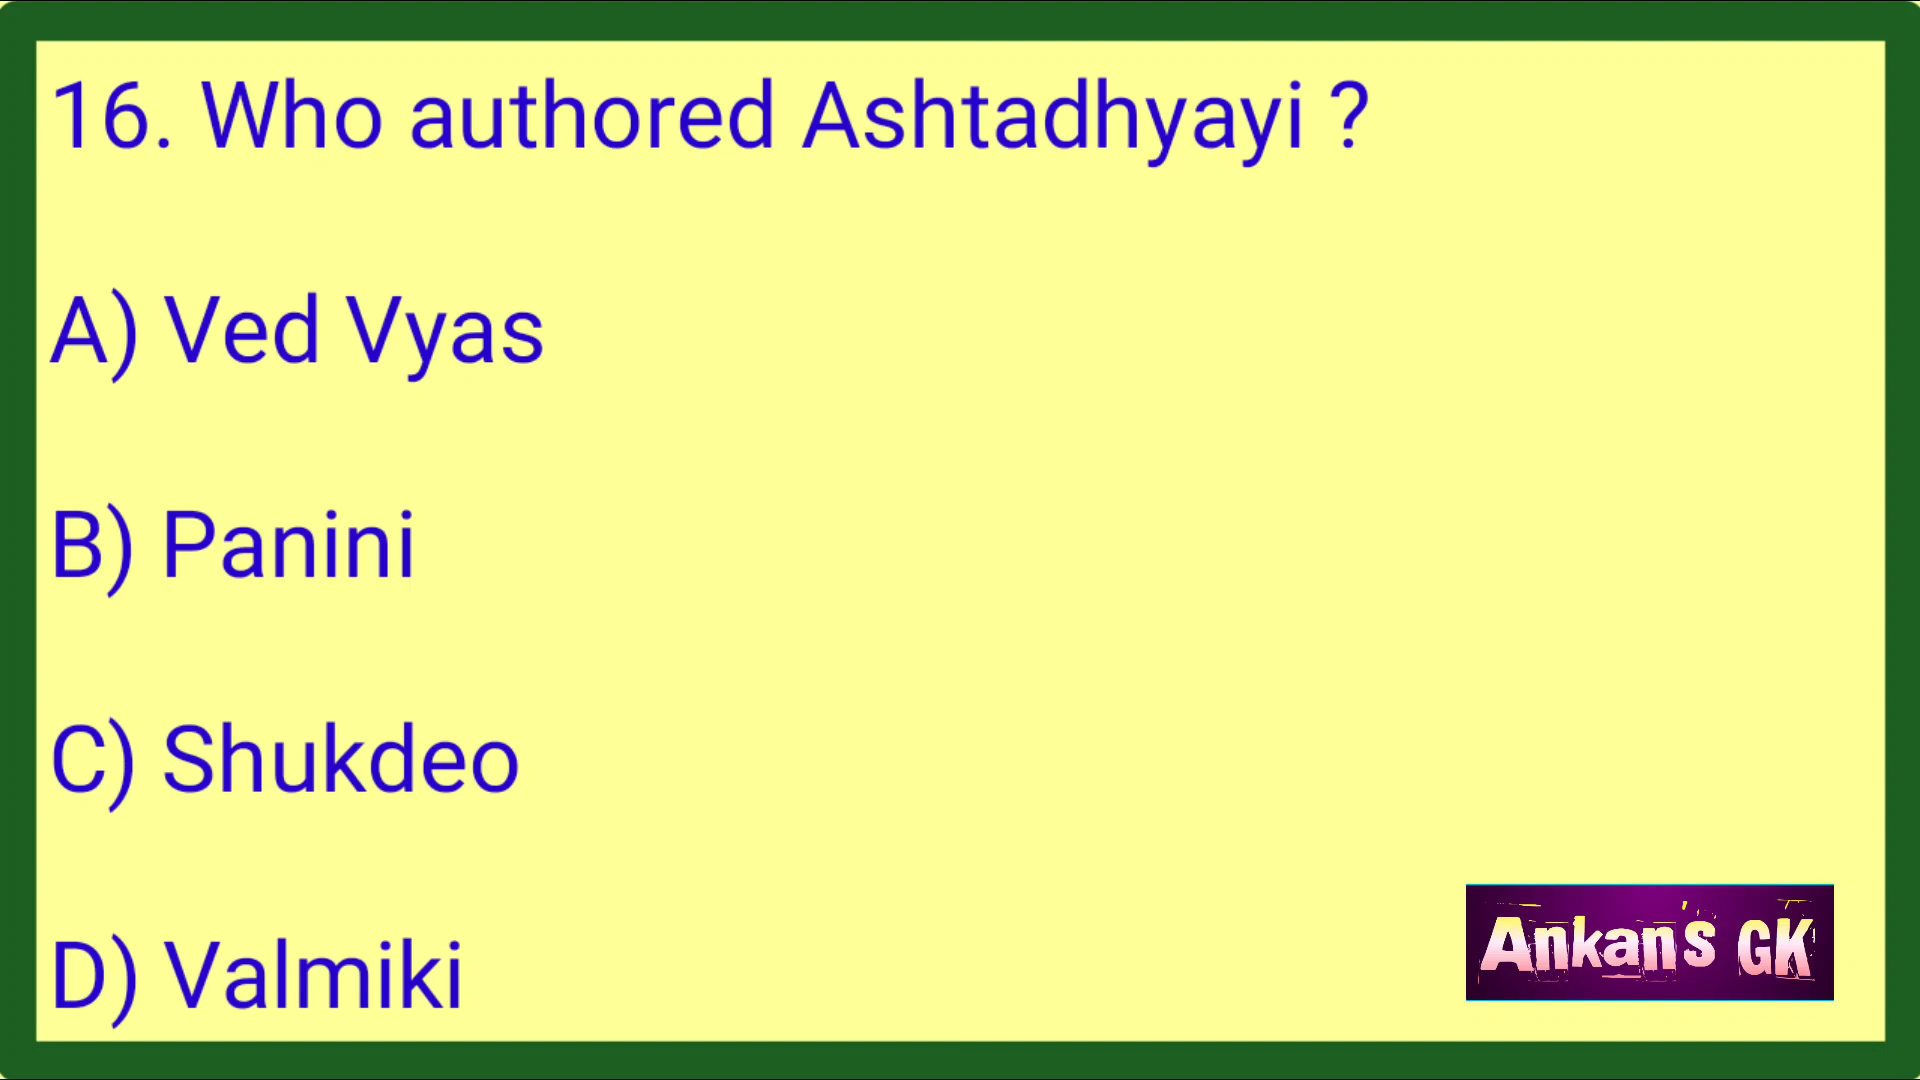 16. Who authored Ashtadhyayi ?
A) Ved Vyas
B) Panini
C) Shukdeo
D) Valmiki
Ankan's GK